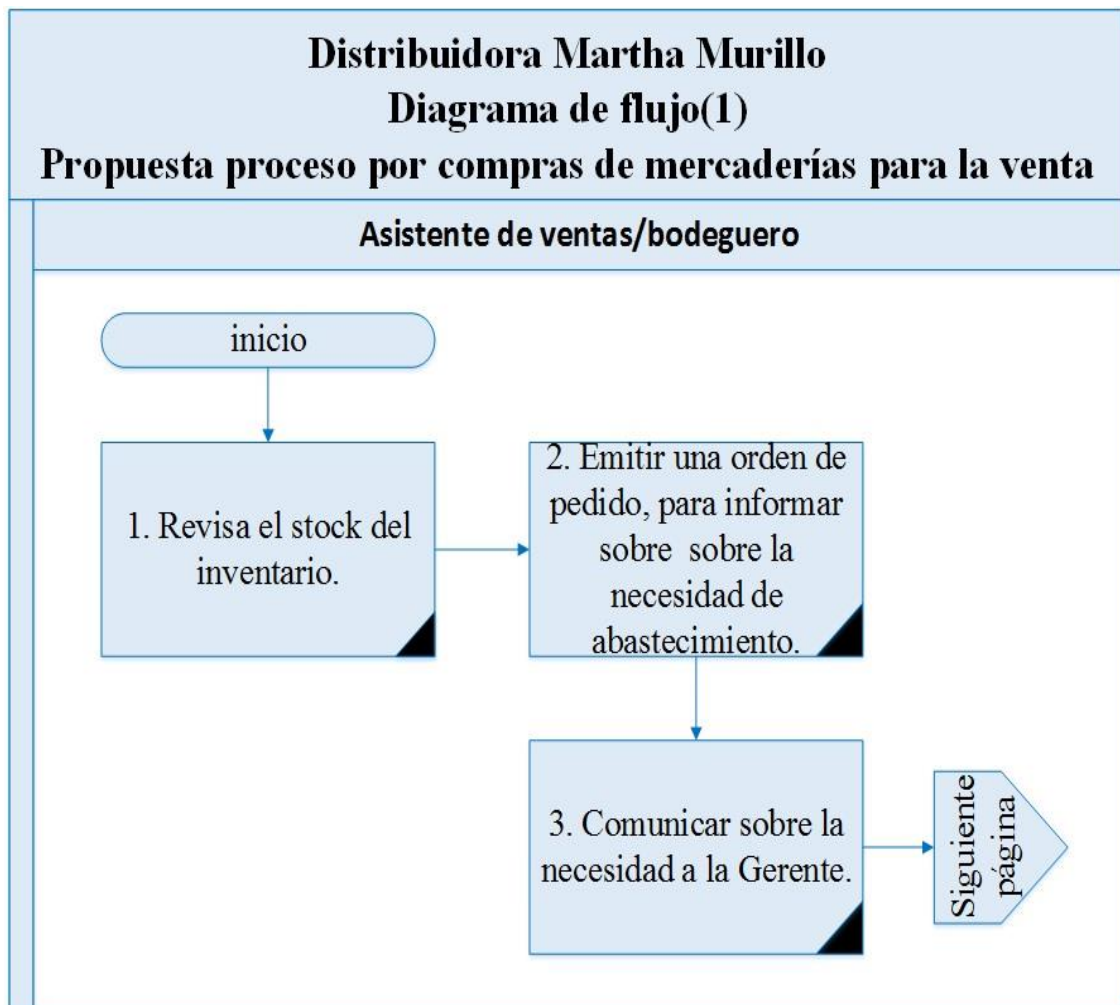 Distribuidora Martha Murillo
Diagrama de flujo(1)
Propuesta proceso por compras de mercaderías para la venta
Asistente de ventas/bodeguero
inicio
1. Revisa el stock del
inventario.
2. Emitir una orden de
pedido, para informar
sobre sobre la
necesidad de
abastecimiento.
3. Comunicar sobre la
necesidad a la Gerente.
Siguiente
página